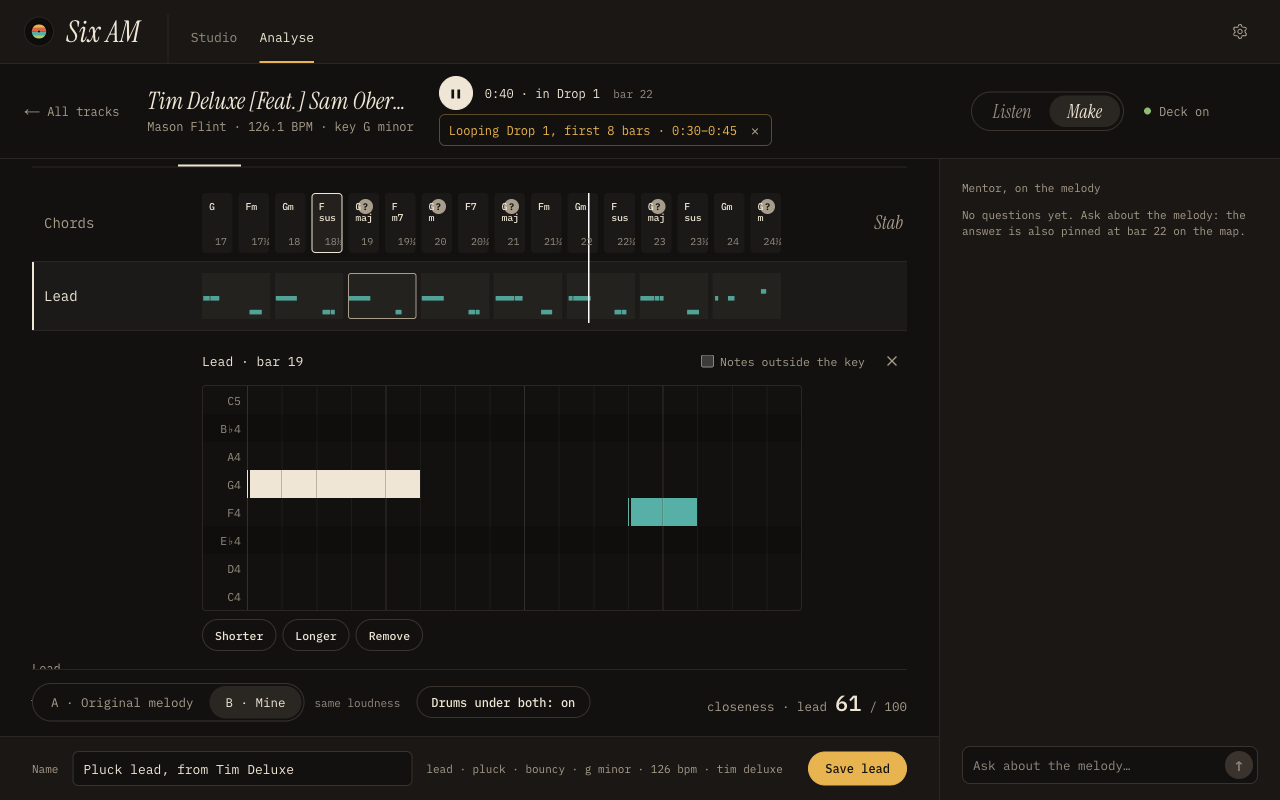 Six AM
Studio
Analyse
← All tracks
Tim Deluxe [Feat.] Sam Ober...
Mason Flint · 126.1 BPM · key G minor
0:40 · in Drop 1 bar 22
Looping Drop 1, first 8 bars · 0:30–0:45 ×
Listen
Make
Deck on
Chords
G 17
Fm 17½
Gm 18
F sus 18½
maj 19
F m7 19½
m 20
F7 20½
maj 21
Fm 21½
Gm 22
F sus 22½
maj 23
F sus 23½
Gm 24
m 24½
Stab
Lead
Lead · bar 19
Notes outside the key ×
C5
B♭4
A4
G4
F4
E♭4
D4
C4
Shorter
Longer
Remove
Lead
A · Original melody
B · Mine
same loudness
Drums under both: on
closeness · lead 61 / 100
Name
Pluck lead, from Tim Deluxe
lead · pluck · bouncy · g minor · 126 bpm · tim deluxe
Save lead
Mentor, on the melody
No questions yet. Ask about the melody: the
answer is also pinned at bar 22 on the map.
Ask about the melody…
↑